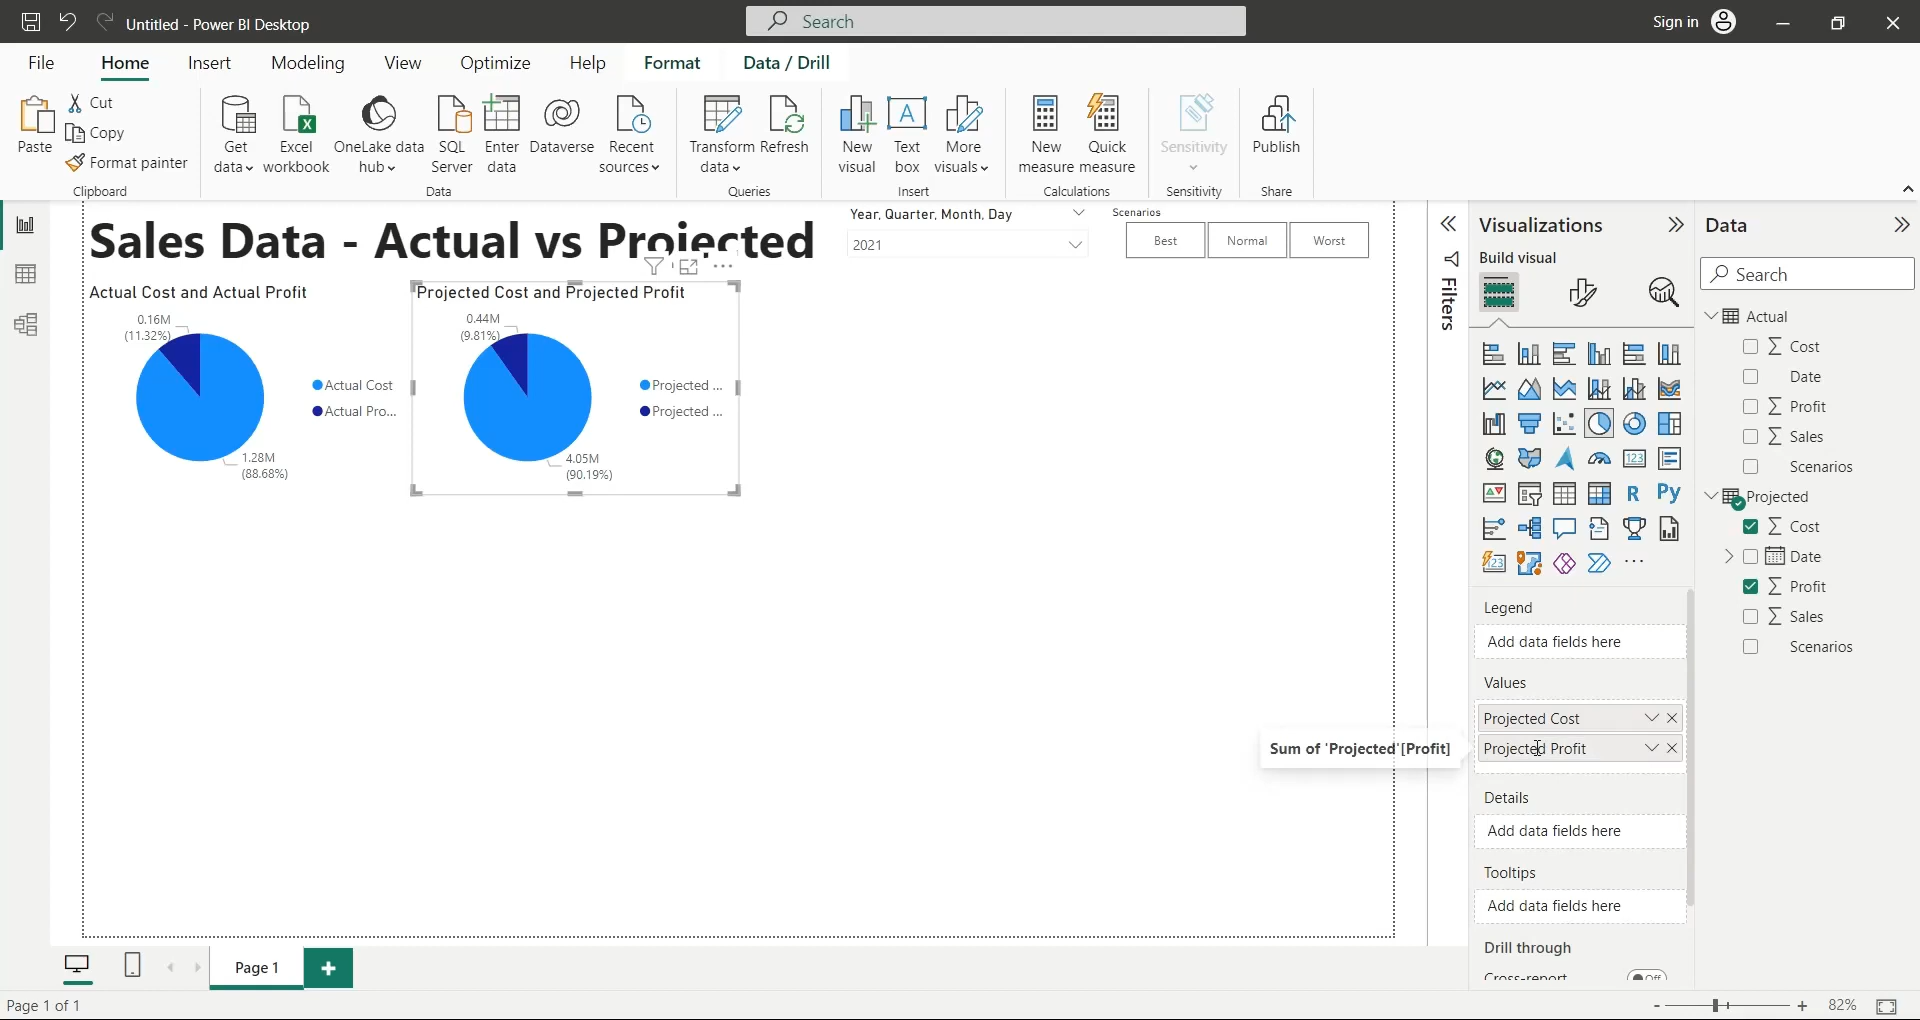 Untitled - Power BI Desktop
Search
Sign in
File
Home
Insert
Modeling
View
Optimize
Help
Format
Data / Drill
Paste
Cut
Copy
Format painter
Clipboard
Get data
Excel workbook
OneLake data hub
SQL Server
Enter data
Dataverse
Recent sources
Data
Transform data
Refresh
Queries
New visual
Text box
More visuals
Insert
New measure
Quick measure
Calculations
Sensitivity
Sensitivity
Publish
Share
Sales Data - Actual vs Projected
Year, Quarter, Month, Day
2021
Scenarios
Best
Normal
Worst
Actual Cost and Actual Profit
0.16M
(11.32%)
1.28M
(88.68%)
Actual Cost
Actual Pro...
Projected Cost and Projected Profit
0.44M
(9.81%)
4.05M
(90.19%)
Projected ...
Projected ...
Sum of 'Projected'[Profit]
Filters
Visualizations
Build visual
123
R
Py
123
Legend
Add data fields here
Values
Projected Cost
Projected Profit
Details
Add data fields here
Tooltips
Add data fields here
Drill through
Cross-report
Off
Data
Search
Actual
Cost
Date
Profit
Sales
Scenarios
Projected
Cost
Date
Profit
Sales
Scenarios
Page 1
Page 1 of 1
82%